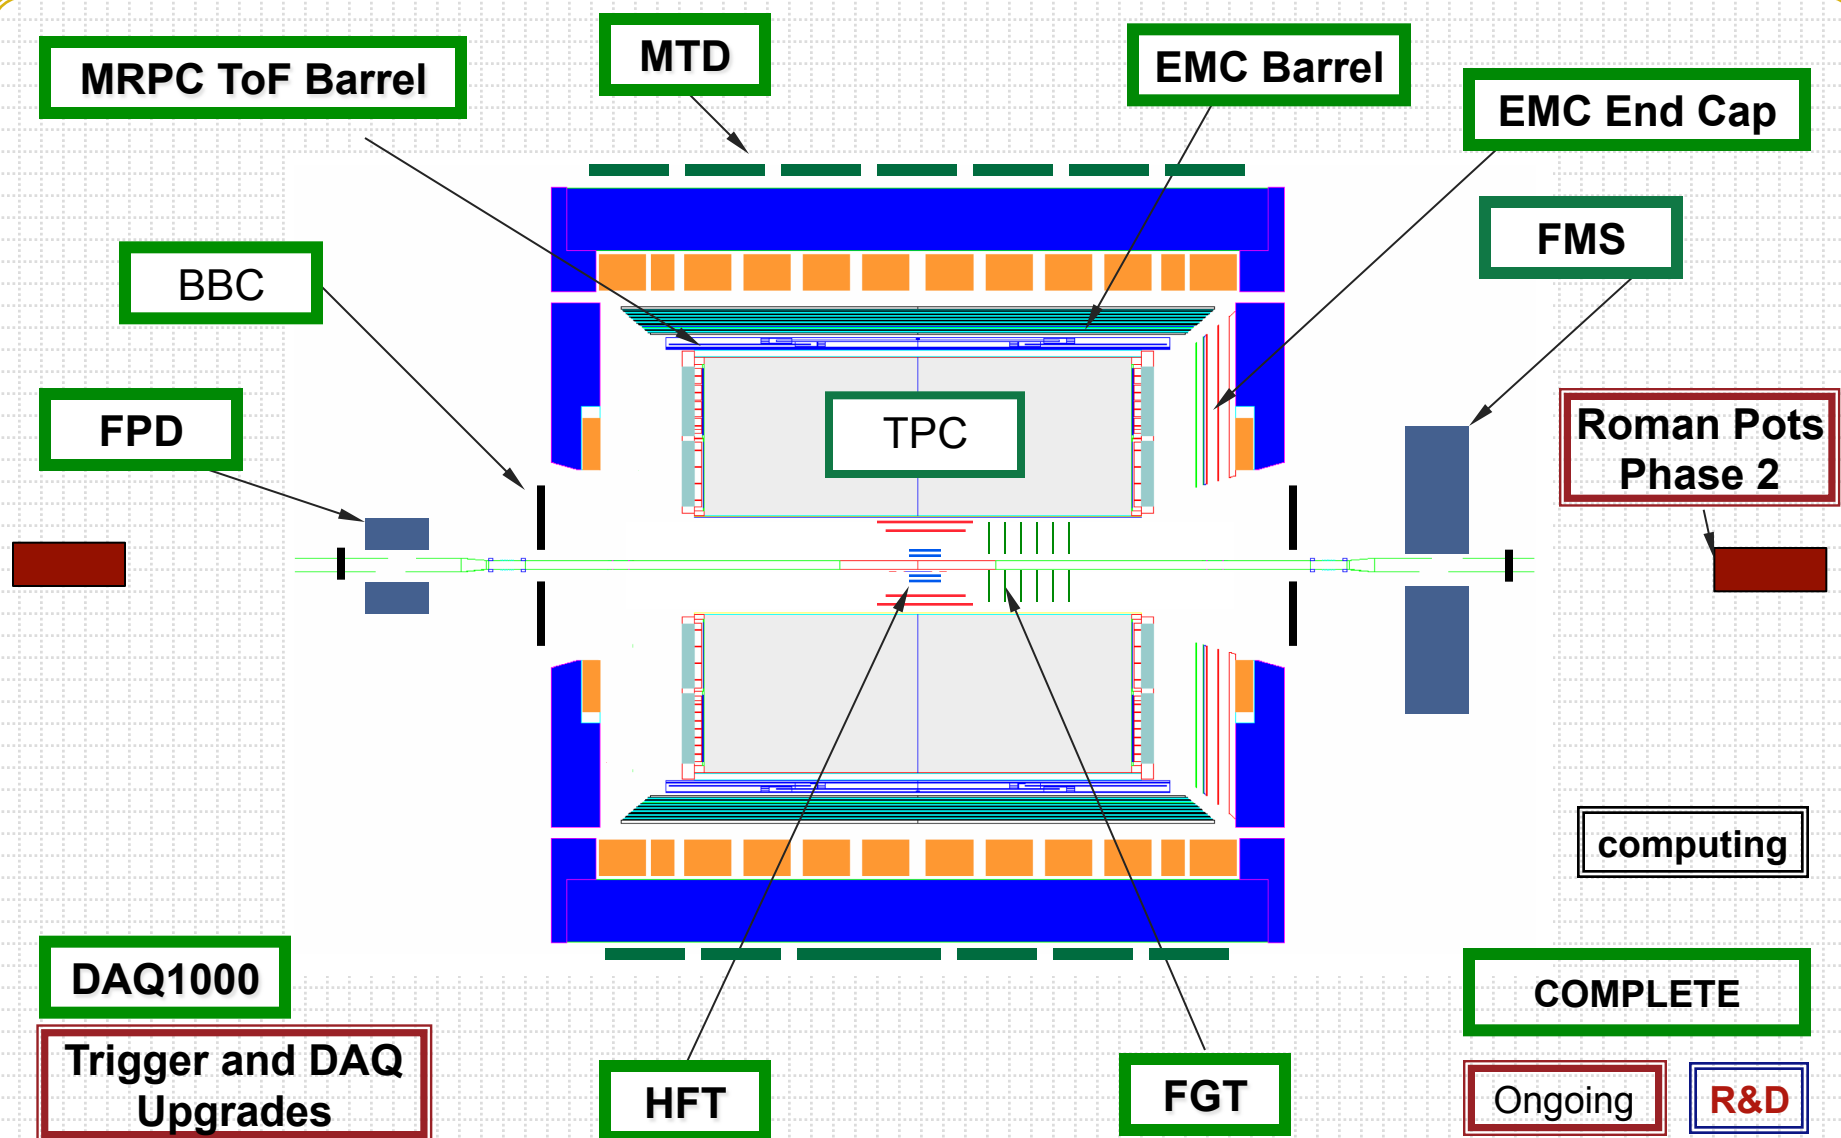 MTD
EMC Barrel
MRPC ToF Barrel
EMC End Cap
FMS
BBC
FPD
TPC
Roman Pots
Phase 2
computing
DAQ1000
COMPLETE
Trigger and DAQ
Upgrades
HFT
FGT
Ongoing
R&D